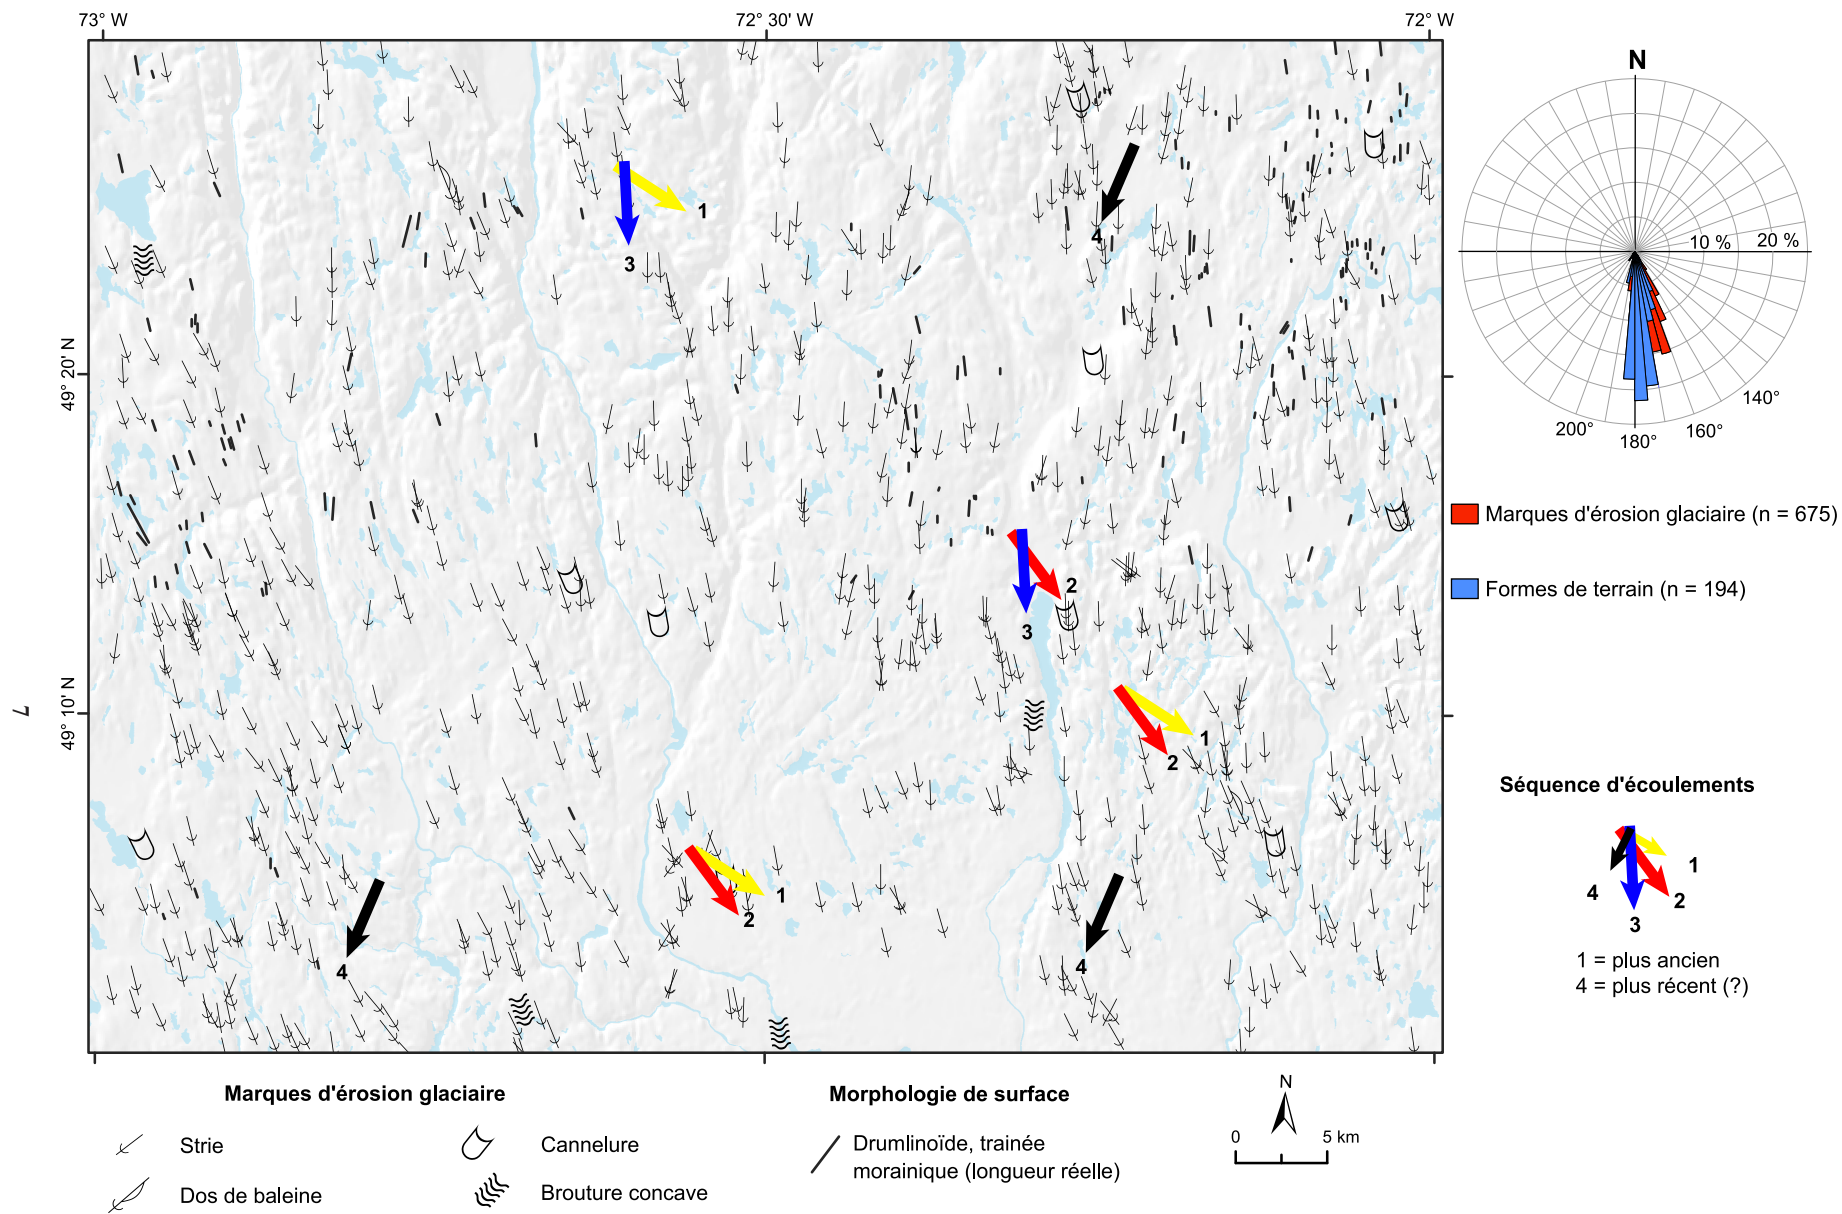 73° W
72° 30' W
72° W
49° 20' N
49° 10' N
L
1
3
4
2
3
1
2
1
2
4
4
N
10 %
20 %
140°
160°
180°
200°
Marques d'érosion glaciaire (n = 675)
Formes de terrain (n = 194)
Séquence d'écoulements
1
2
3
4
1 = plus ancien
4 = plus récent (?)
Marques d'érosion glaciaire
Strie
Dos de baleine
Cannelure
Brouture concave
Morphologie de surface
Drumlinoïde, trainée
morainique (longueur réelle)
N
0
5 km